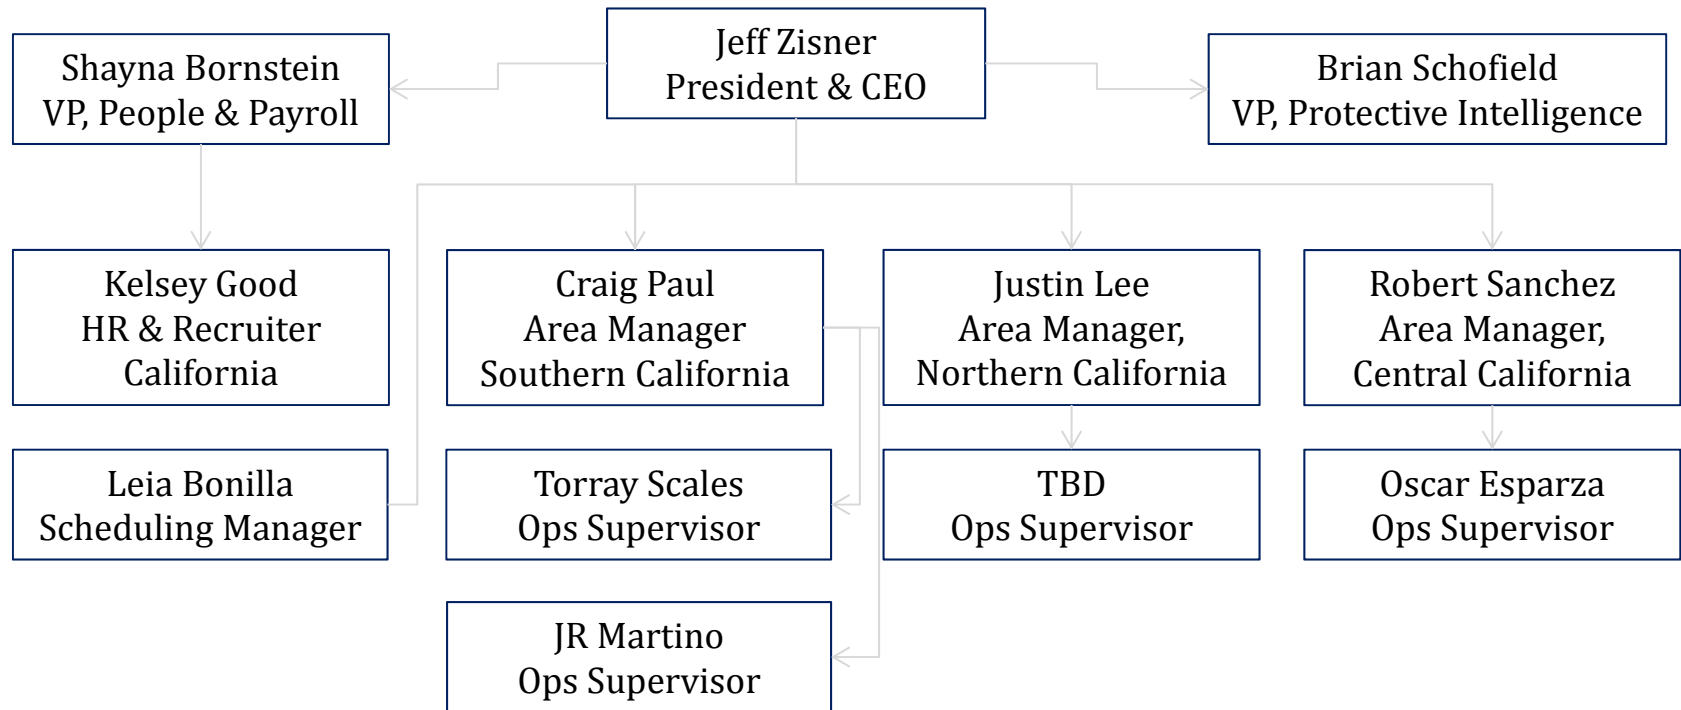 Jeff Zisner
President & CEO
Shayna Bornstein
VP, People & Payroll
Brian Schofield
VP, Protective Intelligence
Kelsey Good
HR & Recruiter
California
Craig Paul
Area Manager
Southern California
Justin Lee
Area Manager,
Northern California
Robert Sanchez
Area Manager,
Central California
Leia Bonilla
Scheduling Manager
Torray Scales
Ops Supervisor
TBD
Ops Supervisor
Oscar Esparza
Ops Supervisor
JR Martino
Ops Supervisor